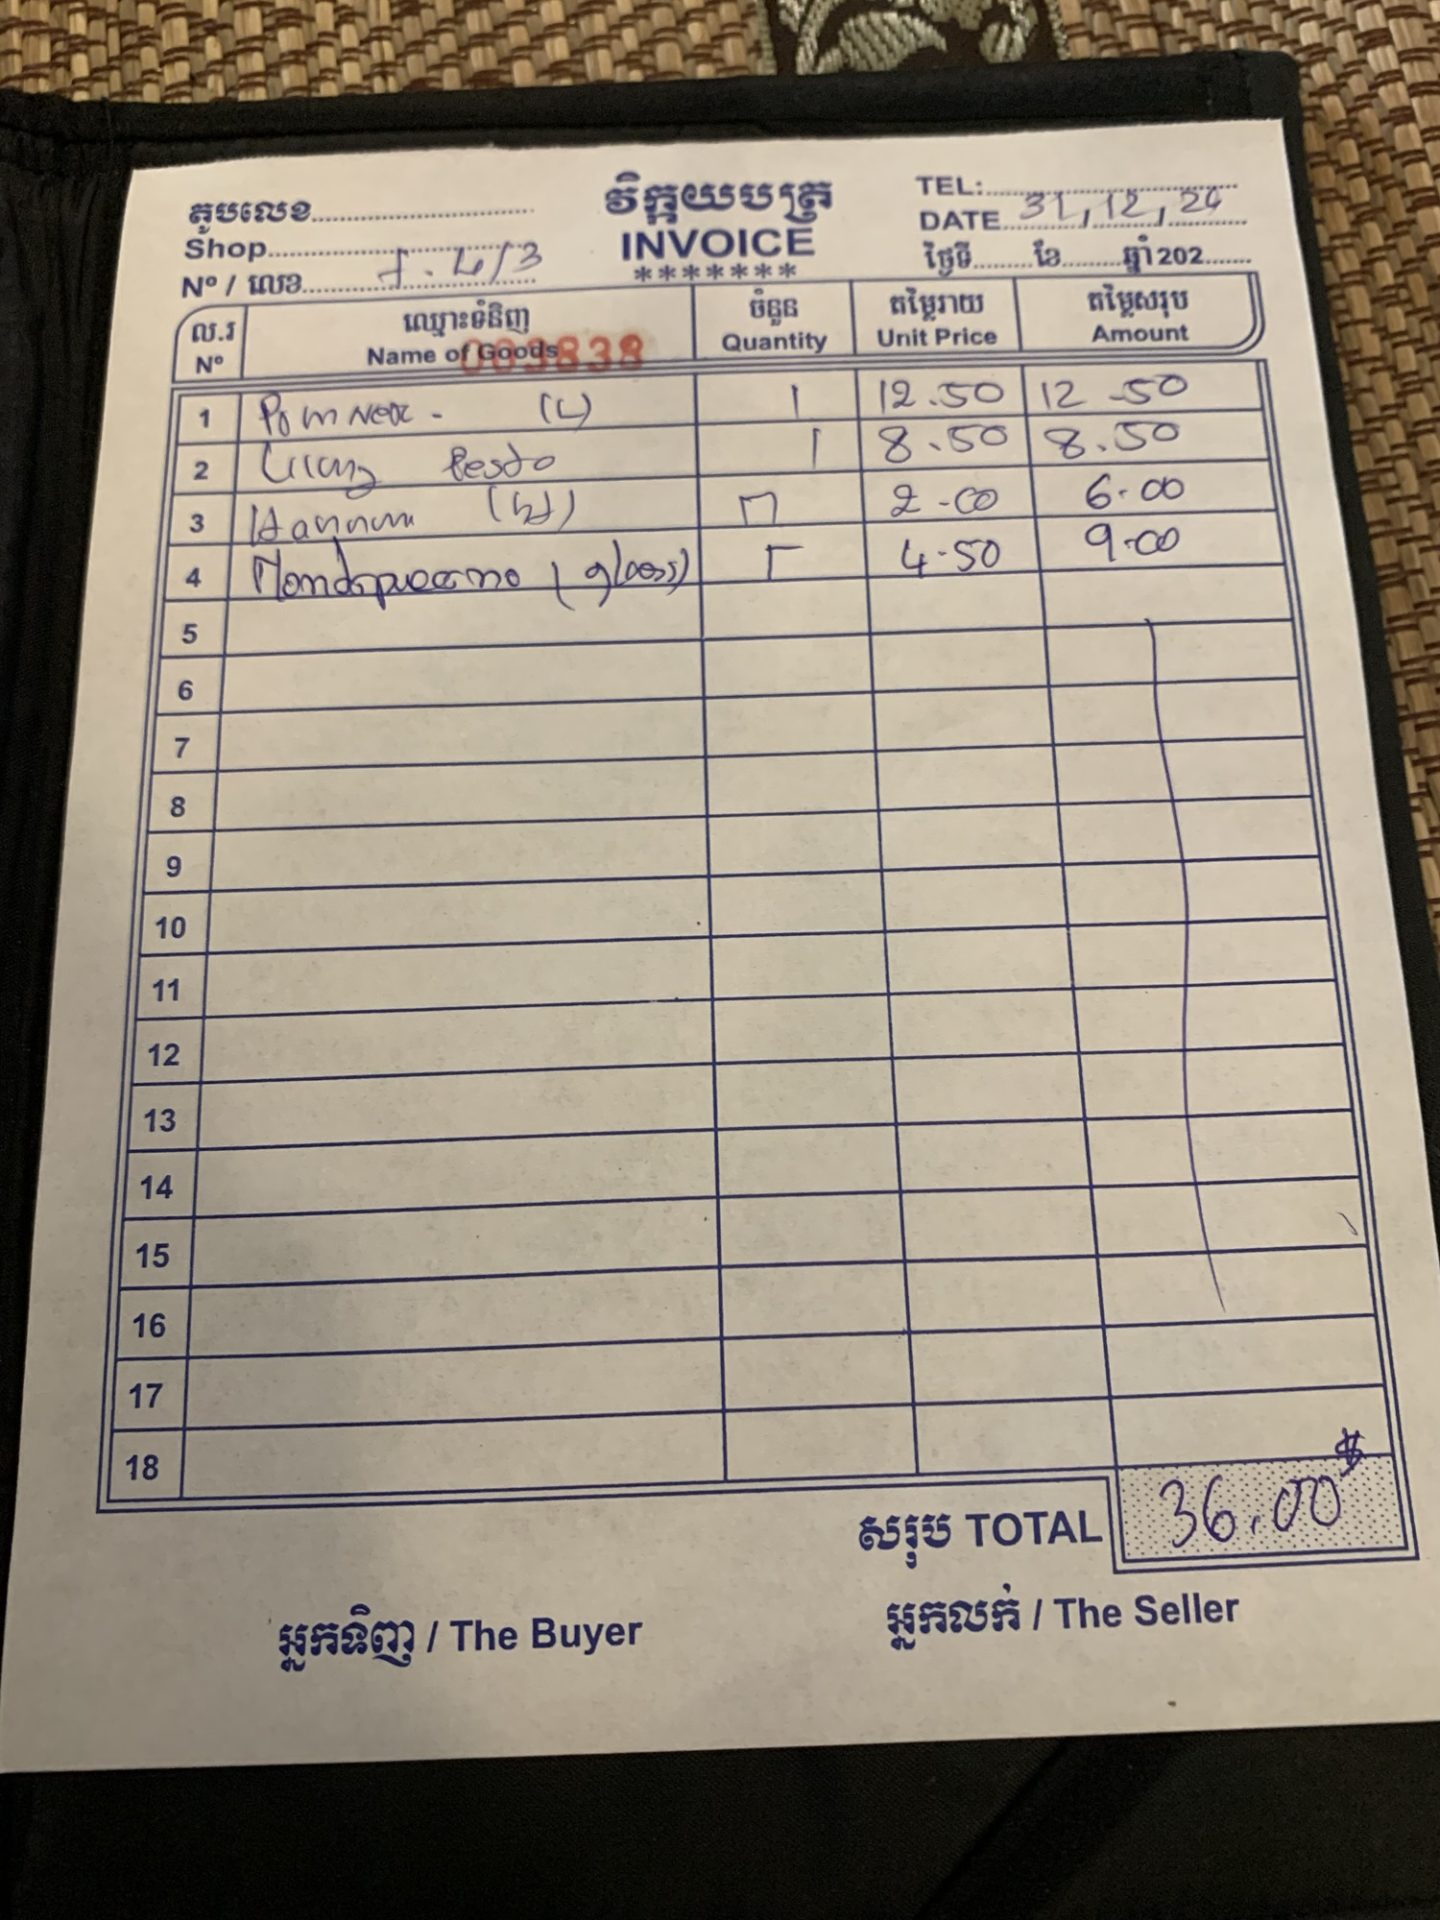 តូបលេខ
វិក្កយបត្រ
TEL:
Shop
INVOICE
DATE 31,12,24
Nº / លេខ T. 4/3
*******
ថ្ងៃទី ខែ ឆ្នាំ 202
ល.រ ឈ្មោះទំនិញ ចំនួន តម្លៃរាយ តម្លៃសរុប
Nº Name of Goods Quantity Unit Price Amount
003838
1 (L) 12.50 12.50
2 Pesto 8.50 8.50
3 2.00 6.00
4 (glass) 4.50 9.00
5
6
7
8
9
10
11
12
13
14
15
16
17
18
សរុប TOTAL 36.00$
អ្នកទិញ / The Buyer
អ្នកលក់ / The Seller